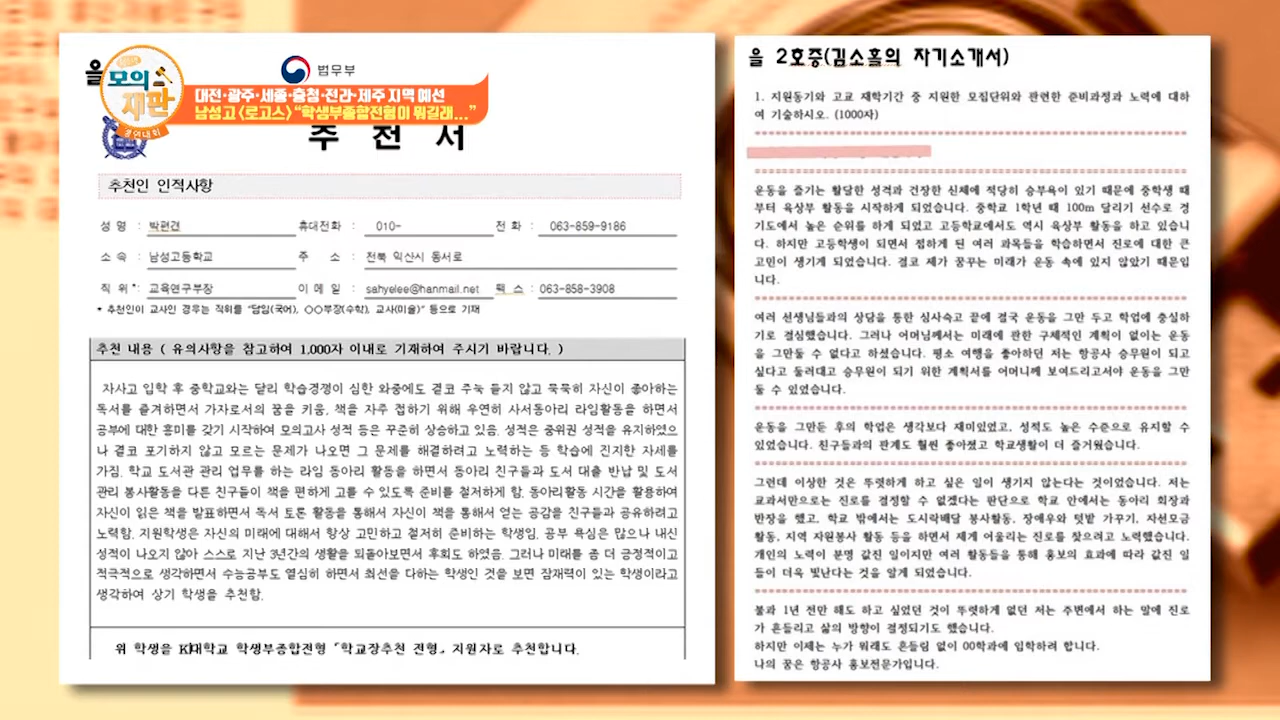 을
모의
재판
경연대회
법무부
대전·광주·세종·충청·전라·제주 지역 예선
남성고 <로고스> "학생부종합전형이 뭐길래..."
추 천 서
추천인 인적사항
성 명 : 박편견 휴대전화 : 010- 전 화 : 063-859-9186
소 속 : 남성고등학교 주 소 : 전북 익산시 동서로
직 위*: 교육연구부장 이 메 일 : sahyelee@hanmail.net 팩 스 : 063-858-3908
* 추천인이 교사인 경우는 직위를 "담임(국어), ○○부장(수학), 교사(미술)" 등으로 기재
추천 내용 ( 유의사항을 참고하여 1,000자 이내로 기재하여 주시기 바랍니다. )
자사고 입학 후 중학교와는 달리 학습경쟁이 심한 와중에도 결코 주눅 들지 않고 묵묵히 자신이 좋아하는
독서를 즐겨하면서 가자로서의 꿈을 키움. 책을 자주 접하기 위해 우연히 사서동아리 라임활동을 하면서
공부에 대한 흥미를 갖기 시작하여 모의고사 성적 등은 꾸준히 상승하고 있음. 성적은 중위권 성적을 유지하였으
나 결코 포기하지 않고 모르는 문제가 나오면 그 문제를 해결하려고 노력하는 등 학습에 진지한 자세를
가짐. 학교 도서관 관리 업무를 하는 라임 동아리 활동을 하면서 동아리 친구들과 도서 대출 반납 및 도서
관리 봉사활동을 다른 친구들이 책을 편하게 고를 수 있도록 준비를 철저하게 함. 동아리활동 시간을 활용하여
자신이 읽은 책을 발표하면서 독서 토론 활동을 통해서 자신이 책을 통해서 얻는 공감을 친구들과 공유하려고
노력함. 지원학생은 자신의 미래에 대해서 항상 고민하고 철저히 준비하는 학생임. 공부 욕심은 많으나 내신
성적이 나오지 않아 스스로 지난 3년간의 생활을 되돌아보면서 후회도 하였음. 그러나 미래를 좀 더 긍정적이고
적극적으로 생각하면서 수능공부도 열심히 하면서 최선을 다하는 학생인 것을 보면 잠재력이 있는 학생이라고
생각하여 상기 학생을 추천함.
위 학생을 K대학교 학생부종합전형 「학교장추천 전형」 지원자로 추천합니다.
을 2호증(김소홀의 자기소개서)
1. 지원동기와 고교 재학기간 중 지원한 모집단위와 관련한 준비과정과 노력에 대하
여 기술하시오. (1000자)
운동을 즐기는 활달한 성격과 건장한 신체에 적당히 승부욕이 있기 때문에 중학생 때
부터 육상부 활동을 시작하게 되었습니다. 중학교 1학년 때 100m 달리기 선수로 경
기도에서 높은 순위를 하게 되었고 고등학교에서도 역시 육상부 활동을 하고 있습니
다. 하지만 고등학생이 되면서 접하게 된 여러 과목들을 학습하면서 진로에 대한 큰
고민이 생기게 되었습니다. 결코 제가 꿈꾸는 미래가 운동 속에 있지 않았기 때문입
니다.
여러 선생님들과의 상담을 통한 심사숙고 끝에 결국 운동을 그만 두고 학업에 충실하
기로 결심했습니다. 그러나 어머님께서는 미래에 관한 구체적인 계획이 없이는 운동
을 그만둘 수 없다고 하셨습니다. 평소 여행을 좋아하던 저는 항공사 승무원이 되고
싶다고 둘러대고 승무원이 되기 위한 계획서를 어머니께 보여드리고서야 운동을 그만
둘 수 있었습니다.
운동을 그만둔 후의 학업은 생각보다 재미있었고, 성적도 높은 수준으로 유지할 수
있었습니다. 친구들과의 관계도 훨씬 좋아졌고 학교생활이 더 즐거웠습니다.
그런데 이상한 것은 뚜렷하게 하고 싶은 일이 생기지 않는다는 것이었습니다. 저는
교과서만으로는 진로를 결정할 수 없겠다는 판단으로 학교 안에서는 동아리 회장과
반장을 했고, 학교 밖에서는 도시락배달 봉사활동, 장애우와 텃밭 가꾸기, 자선모금
활동, 지역 자원봉사 활동 등을 하면서 제게 어울리는 진로를 찾으려고 노력했습니다.
개인의 노력이 분명 값진 일이지만 여러 활동들을 통해 홍보의 효과에 따라 값진 일
들이 더욱 빛난다는 것을 알게 되었습니다.
불과 1년 전만 해도 하고 싶었던 것이 뚜렷하게 없던 저는 주변에서 하는 말에 진로
가 흔들리고 삶의 방향이 결정되기도 했습니다.
하지만 이제는 누가 뭐래도 흔들림 없이 00학과에 입학하려 합니다.
나의 꿈은 항공사 홍보전문가입니다.